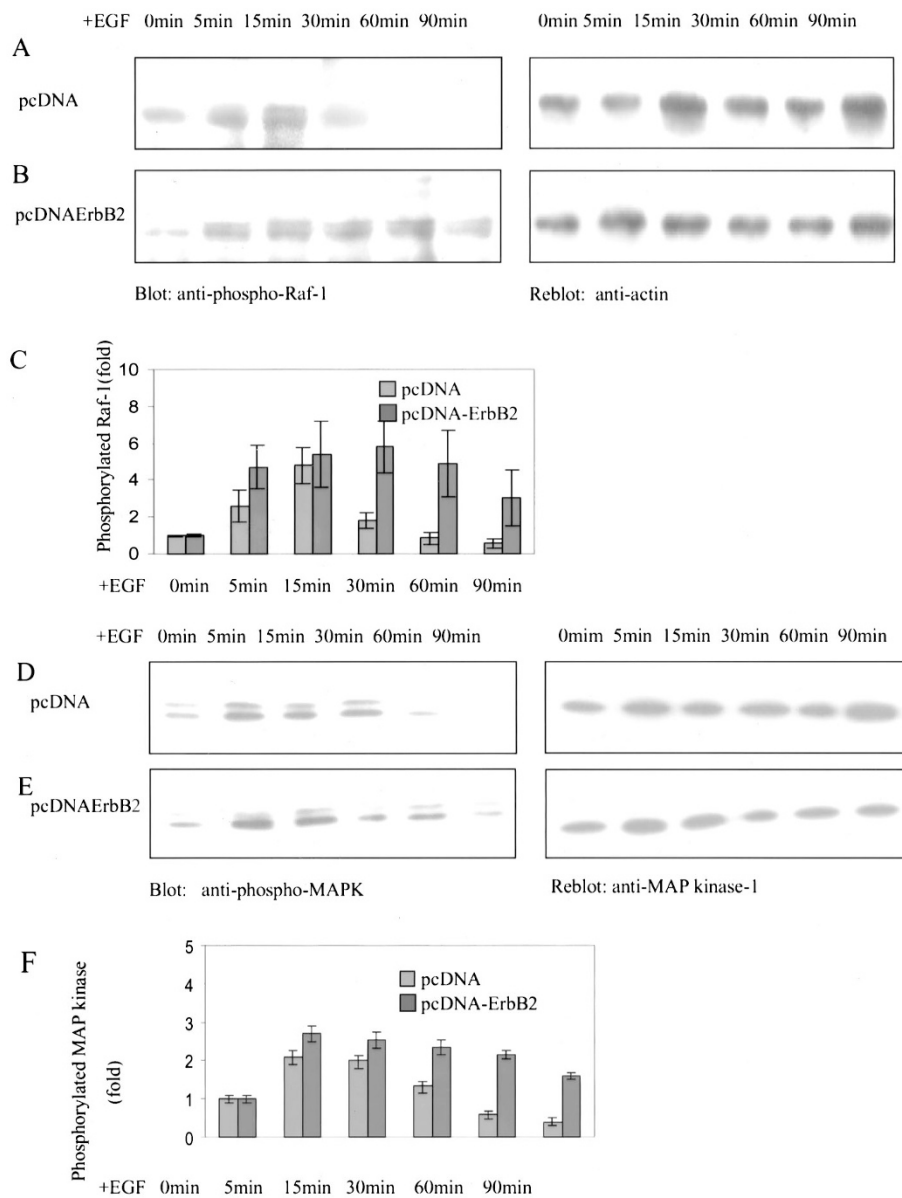 +EGF 0min 5min 15min 30min 60min 90min
0min 5min 15min 30min 60min 90min
A
pcDNA
B
pcDNAErbB2
Blot: anti-phospho-Raf-1
Reblot: anti-actin
C
Phosphorylated Raf-1(fold)
10
8
6
4
2
0
pcDNA
pcDNA-ErbB2
+EGF 0min 5min 15min 30min 60min 90min
+EGF 0min 5min 15min 30min 60min 90min
0mim 5min 15min 30min 60min 90min
D
pcDNA
E
pcDNAErbB2
Blot: anti-phospho-MAPK
Reblot: anti-MAP kinase-1
F
Phosphorylated MAP kinase
(fold)
5
4
3
2
1
0
pcDNA
pcDNA-ErbB2
+EGF 0min 5min 15min 30min 60min 90min